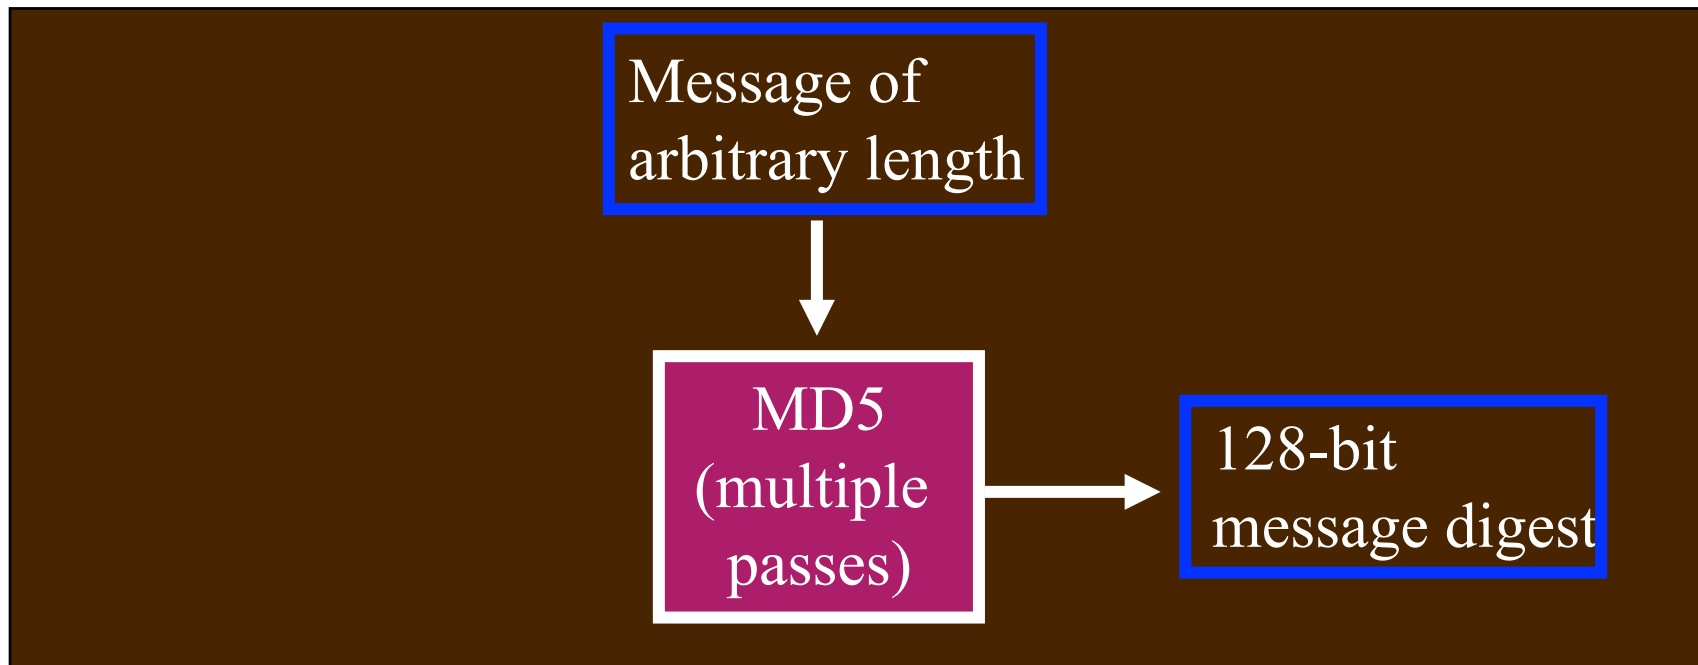 Message of
arbitrary length
MD5
(multiple
passes)
128-bit
message digest